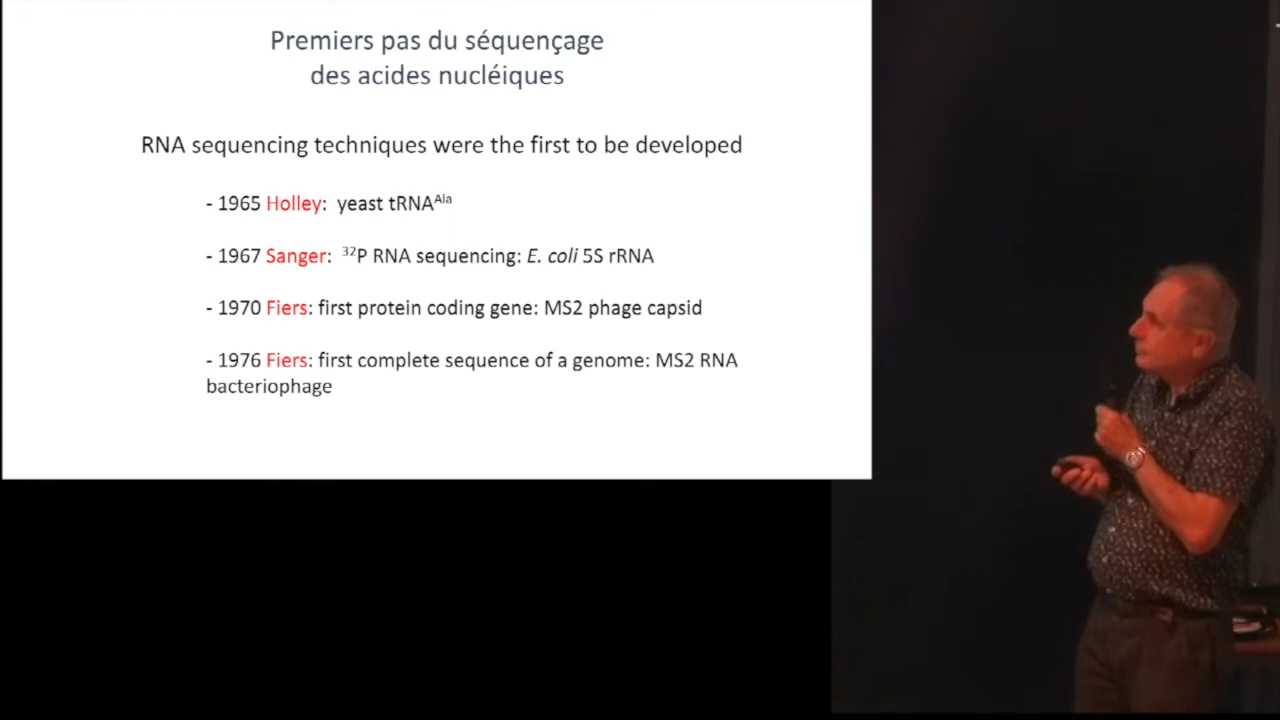 Premiers pas du séquençage
des acides nucléiques
RNA sequencing techniques were the first to be developed
- 1965 Holley: yeast tRNAᴬˡᵃ
- 1967 Sanger: ³²P RNA sequencing: E. coli 5S rRNA
- 1970 Fiers: first protein coding gene: MS2 phage capsid
- 1976 Fiers: first complete sequence of a genome: MS2 RNA
bacteriophage